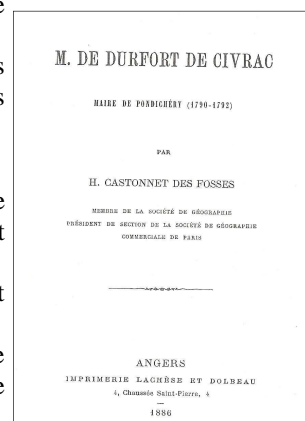 M. DE DURFORT DE CIVRAC
MAIRE DE PONDICHÉRY (1790-1792)
PAR
H. CASTONNET DES FOSSES
MEMBRE DE LA SOCIÉTÉ DE GÉOGRAPHIE
PRÉSIDENT DE SECTION DE LA SOCIÉTÉ DE GÉOGRAPHIE
COMMERCIALE DE PARIS
ANGERS
IMPRIMERIE LACHÈSE ET DOLBEAU
4, Chaussée Saint-Pierre, 4
1886